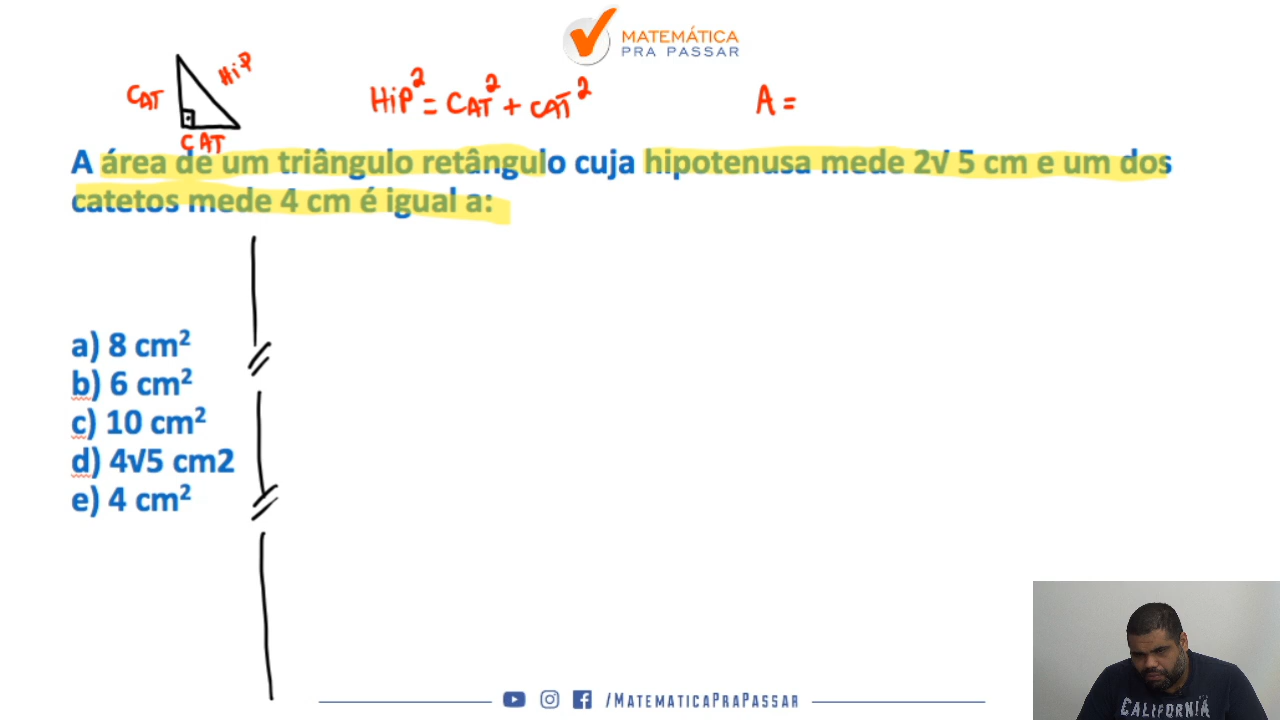 MATEMÁTICA
PRA PASSAR
HIP
CAT
CAT
HIP² = CAT² + CAT²
A =
A área de um triângulo retângulo cuja hipotenusa mede 2√ 5 cm e um dos
catetos mede 4 cm é igual a:
a) 8 cm²
b) 6 cm²
c) 10 cm²
d) 4√5 cm2
e) 4 cm²
/MATEMATICAPRAPASSAR
CALIFORNIA